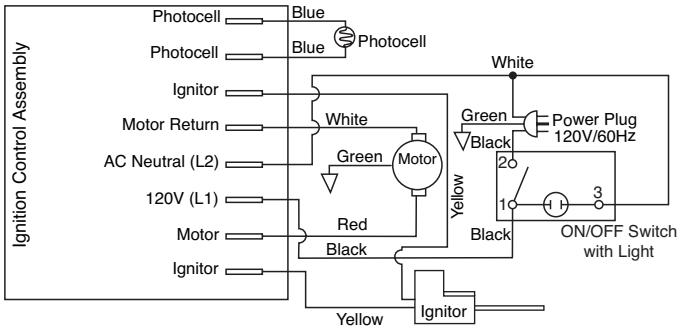 Ignition Control Assembly
Photocell
Blue
Photocell
Blue
Photocell
Ignitor
White
Motor Return
White
Green
Power Plug
120V/60Hz
Black
AC Neutral (L2)
Green
Motor
2
120V (L1)
Yellow
1
3
Motor
Red
Black
ON/OFF Switch
with Light
Black
Ignitor
Yellow
Ignitor